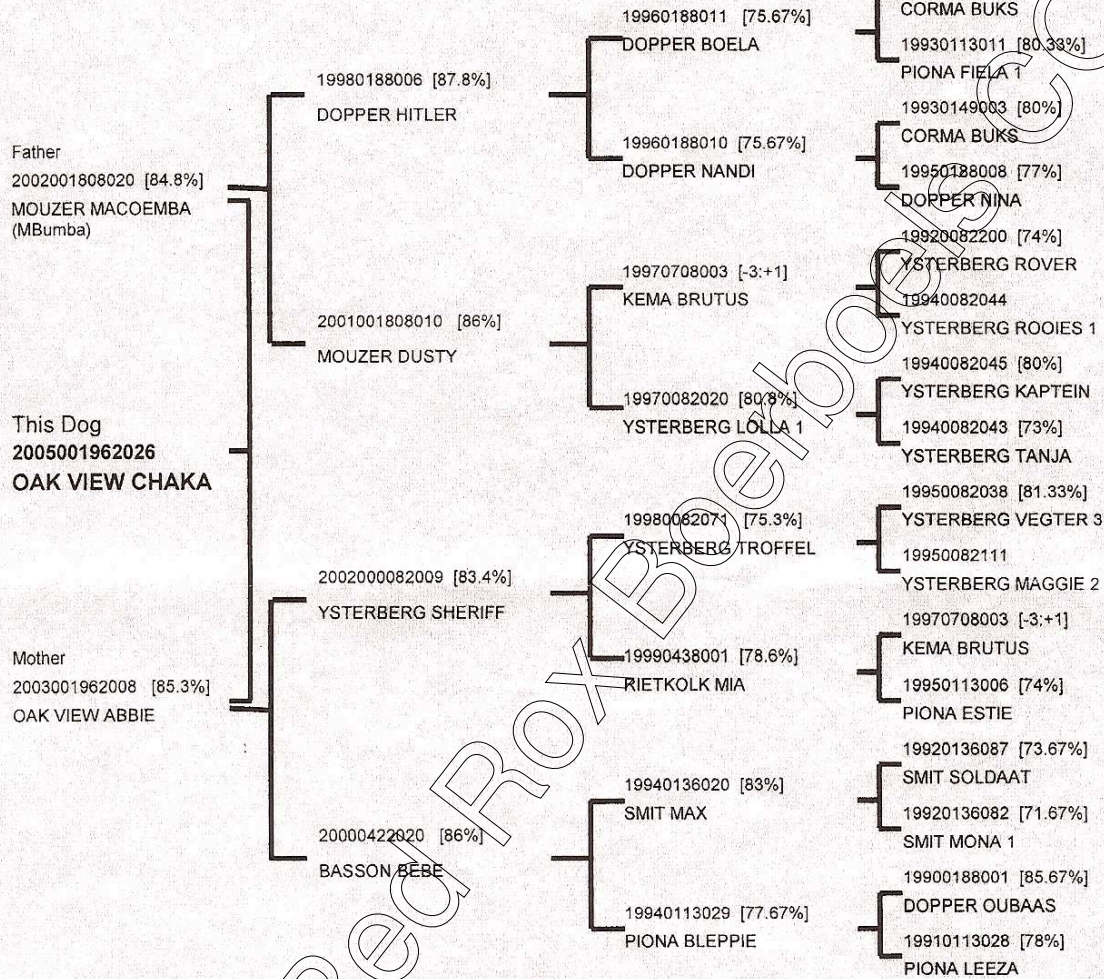 Father
2002001808020 [84.8%]
MOUZER MACOEMBA
(MBumba)
This Dog
2005001962026
OAK VIEW CHAKA
Mother
2003001962008 [85.3%]
OAK VIEW ABBIE
19980188006 [87.8%]
DOPPER HITLER
2001001808010 [86%]
MOUZER DUSTY
2002000082009 [83.4%]
YSTERBERG SHERIFF
20000422020 [86%]
BASSON BEBE
19960188011 [75.67%]
DOPPER BOELA
19960188010 [75.67%]
DOPPER NANDI
19970708003 [-3:+1]
KEMA BRUTUS
19970082020 [80.8%]
YSTERBERG LOLLA 1
19980082071 [75.3%]
YSTERBERG TROFFEL
19990438001 [78.6%]
RIETKOLK MIA
19940136020 [83%]
SMIT MAX
19940113029 [77.67%]
PIONA BLEPPIE
CORMA BUKS
19930113011 [80.33%]
PIONA FIELA 1
19930149003 [80%]
CORMA BUKS
19950188008 [77%]
DOPPER NINA
19920082200 [74%]
YSTERBERG ROVER
19940082044
YSTERBERG ROOIES 1
19940082045 [80%]
YSTERBERG KAPTEIN
19940082043 [73%]
YSTERBERG TANJA
19950082038 [81.33%]
YSTERBERG VEGTER 3
19950082111
YSTERBERG MAGGIE 2
19970708003 [-3:+1]
KEMA BRUTUS
19950113006 [74%]
PIONA ESTIE
19920136087 [73.67%]
SMIT SOLDAAT
19920136082 [71.67%]
SMIT MONA 1
19900188001 [85.67%]
DOPPER OUBAAS
19910113028 [78%]
PIONA LEEZA
Red Rox Boerboels